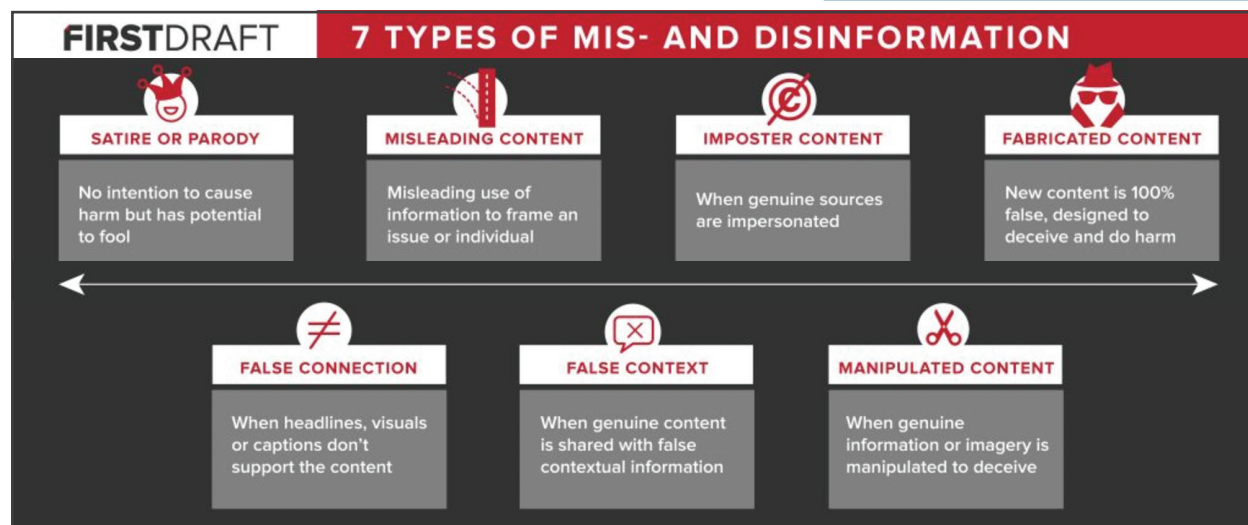 FIRSTDRAFT
7 TYPES OF MIS- AND DISINFORMATION
SATIRE OR PARODY
No intention to cause
harm but has potential
to fool
MISLEADING CONTENT
Misleading use of
information to frame an
issue or individual
IMPOSTER CONTENT
When genuine sources
are impersonated
FABRICATED CONTENT
New content is 100%
false, designed to
deceive and do harm
FALSE CONNECTION
When headlines, visuals
or captions don't
support the content
FALSE CONTEXT
When genuine content
is shared with false
contextual information
MANIPULATED CONTENT
When genuine
information or imagery is
manipulated to deceive